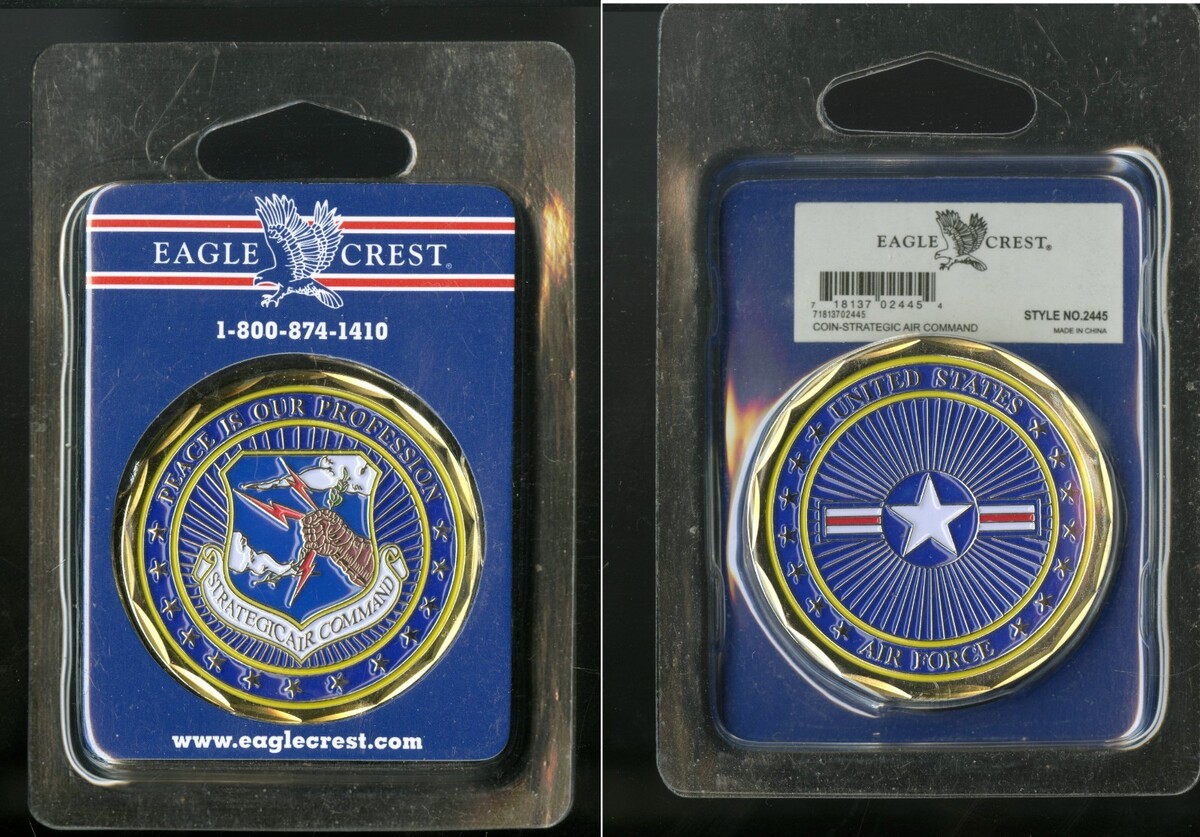 EAGLE CREST®
1-800-874-1410
PEACE IS OUR PROFESSION
STRATEGIC AIR COMMAND
www.eaglecrest.com
EAGLE CREST®
7 18137 02445 4
71813702445
STYLE NO.2445
COIN-STRATEGIC AIR COMMAND
MADE IN CHINA
UNITED STATES
AIR FORCE